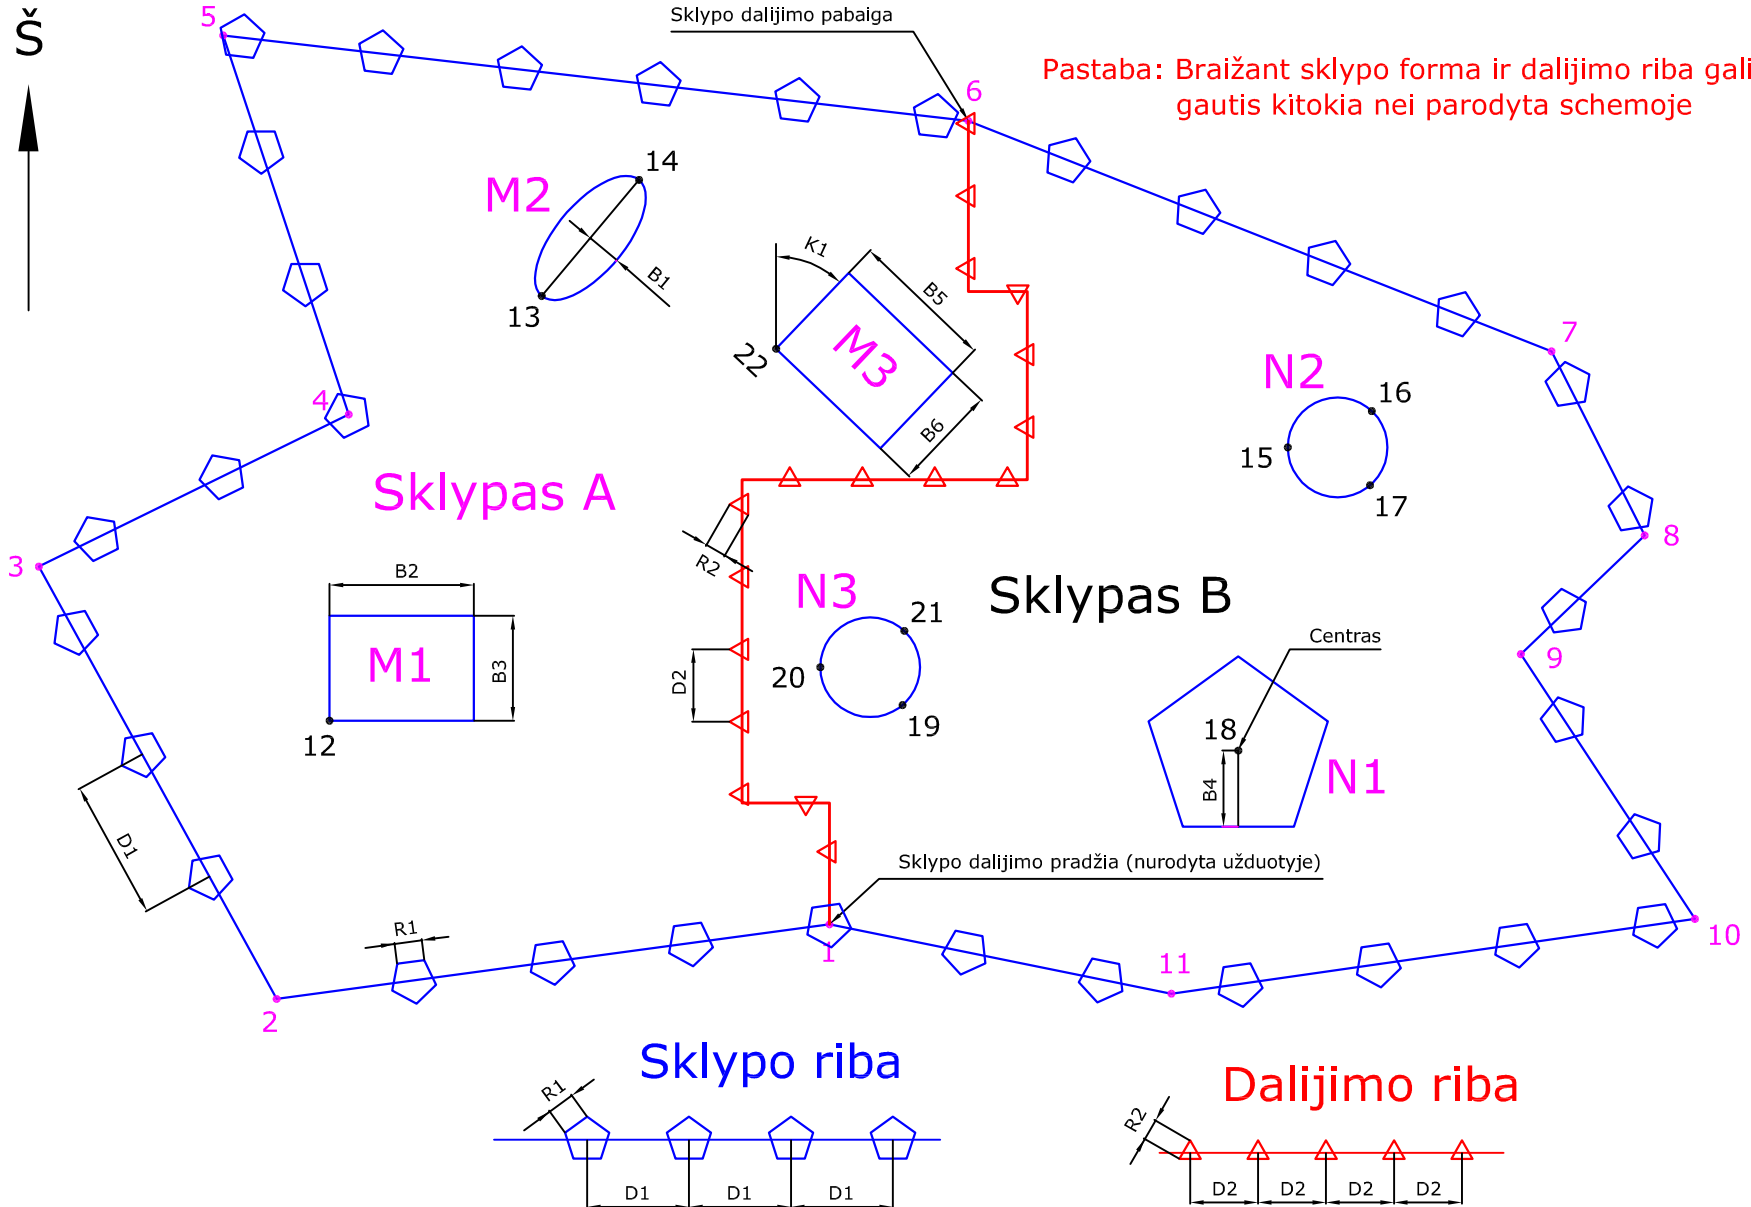 Š
5
Sklypo dalijimo pabaiga
Pastaba: Braižant sklypo forma ir dalijimo riba gali
gautis kitokia nei parodyta schemoje
6
M2
14
K1
B1
13
B5
22
M3
7
N2
16
15
17
4
B6
Sklypas A
8
R2
3
B2
N3
21
Sklypas B
Centras
9
M1
B3
D2
20
19
18
12
N1
B4
D1
Sklypo dalijimo pradžia (nurodyta užduotyje)
R1
1
10
11
2
Sklypo riba
Dalijimo riba
R1
R2
D1
D1
D1
D2
D2
D2
D2